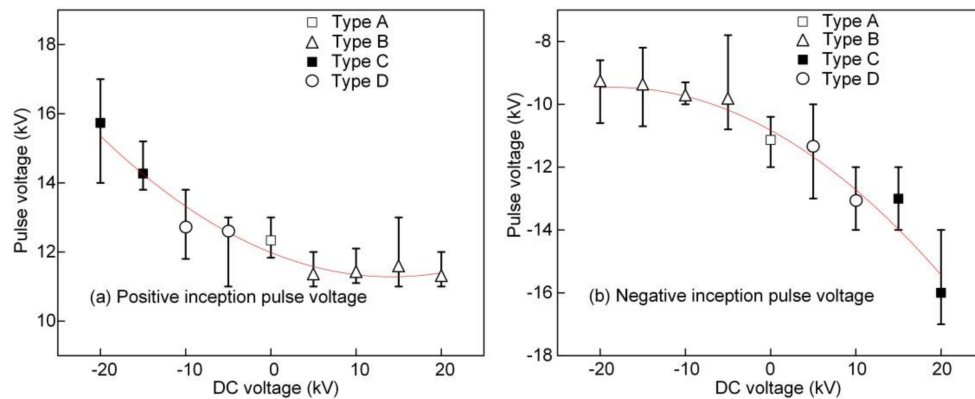 18
16
14
12
10
Pulse voltage (kV)
Type A
Type B
Type C
Type D
(a) Positive inception pulse voltage
-20 -10 0 10 20
DC voltage (kV)
-8
-10
-12
-14
-16
-18
Pulse voltage (kV)
Type A
Type B
Type C
Type D
(b) Negative inception pulse voltage
-20 -10 0 10 20
DC voltage (kV)